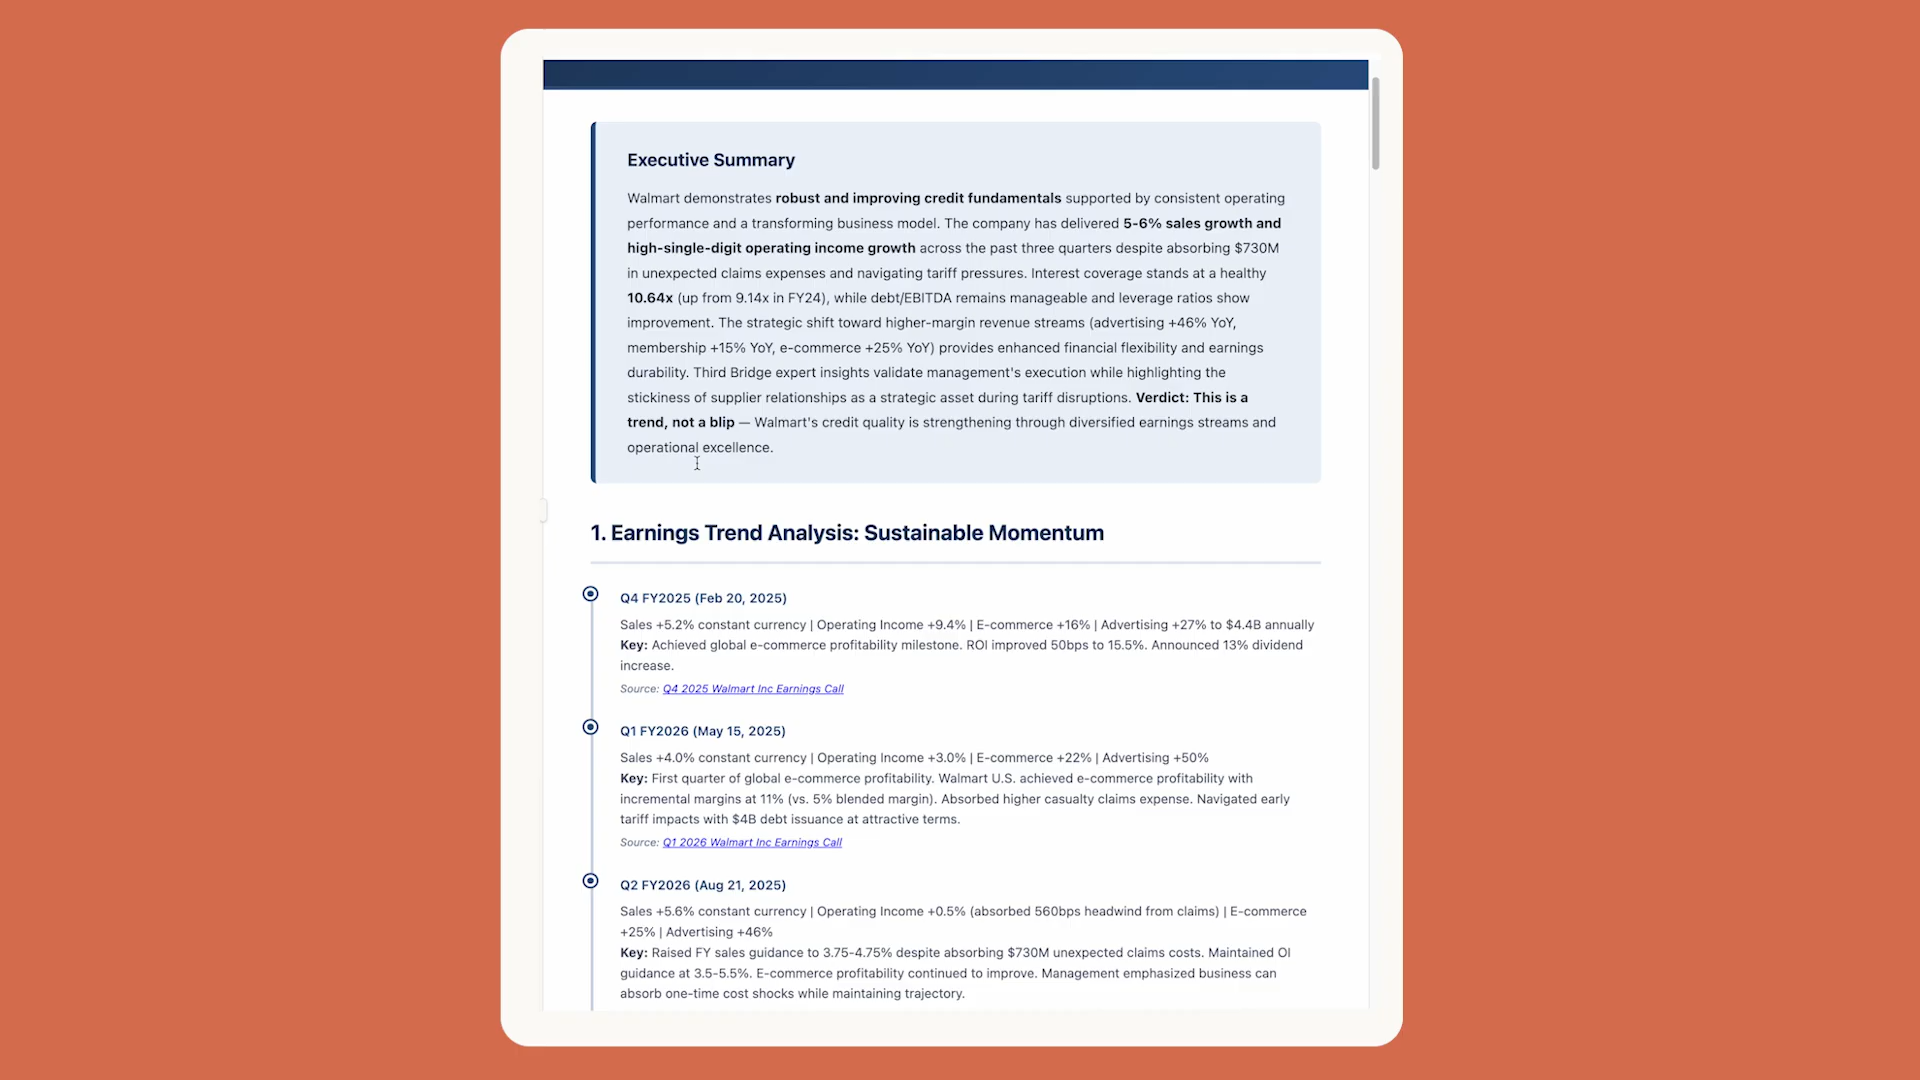 Executive Summary
Walmart demonstrates robust and improving credit fundamentals supported by consistent operating
performance and a transforming business model. The company has delivered 5-6% sales growth and
high-single-digit operating income growth across the past three quarters despite absorbing $730M
in unexpected claims expenses and navigating tariff pressures. Interest coverage stands at a healthy
10.64x (up from 9.14x in FY24), while debt/EBITDA remains manageable and leverage ratios show
improvement. The strategic shift toward higher-margin revenue streams (advertising +46% YoY,
membership +15% YoY, e-commerce +25% YoY) provides enhanced financial flexibility and earnings
durability. Third Bridge expert insights validate management's execution while highlighting the
stickiness of supplier relationships as a strategic asset during tariff disruptions. Verdict: This is a
trend, not a blip — Walmart's credit quality is strengthening through diversified earnings streams and
operational excellence.
1. Earnings Trend Analysis: Sustainable Momentum
Q4 FY2025 (Feb 20, 2025)
Sales +5.2% constant currency | Operating Income +9.4% | E-commerce +16% | Advertising +27% to $4.4B annually
Key: Achieved global e-commerce profitability milestone. ROI improved 50bps to 15.5%. Announced 13% dividend
increase.
Source: Q4 2025 Walmart Inc Earnings Call
Q1 FY2026 (May 15, 2025)
Sales +4.0% constant currency | Operating Income +3.0% | E-commerce +22% | Advertising +50%
Key: First quarter of global e-commerce profitability. Walmart U.S. achieved e-commerce profitability with
incremental margins at 11% (vs. 5% blended margin). Absorbed higher casualty claims expense. Navigated early
tariff impacts with $4B debt issuance at attractive terms.
Source: Q1 2026 Walmart Inc Earnings Call
Q2 FY2026 (Aug 21, 2025)
Sales +5.6% constant currency | Operating Income +0.5% (absorbed 560bps headwind from claims) | E-commerce
+25% | Advertising +46%
Key: Raised FY sales guidance to 3.75-4.75% despite absorbing $730M unexpected claims costs. Maintained OI
guidance at 3.5-5.5%. E-commerce profitability continued to improve. Management emphasized business can
absorb one-time cost shocks while maintaining trajectory.